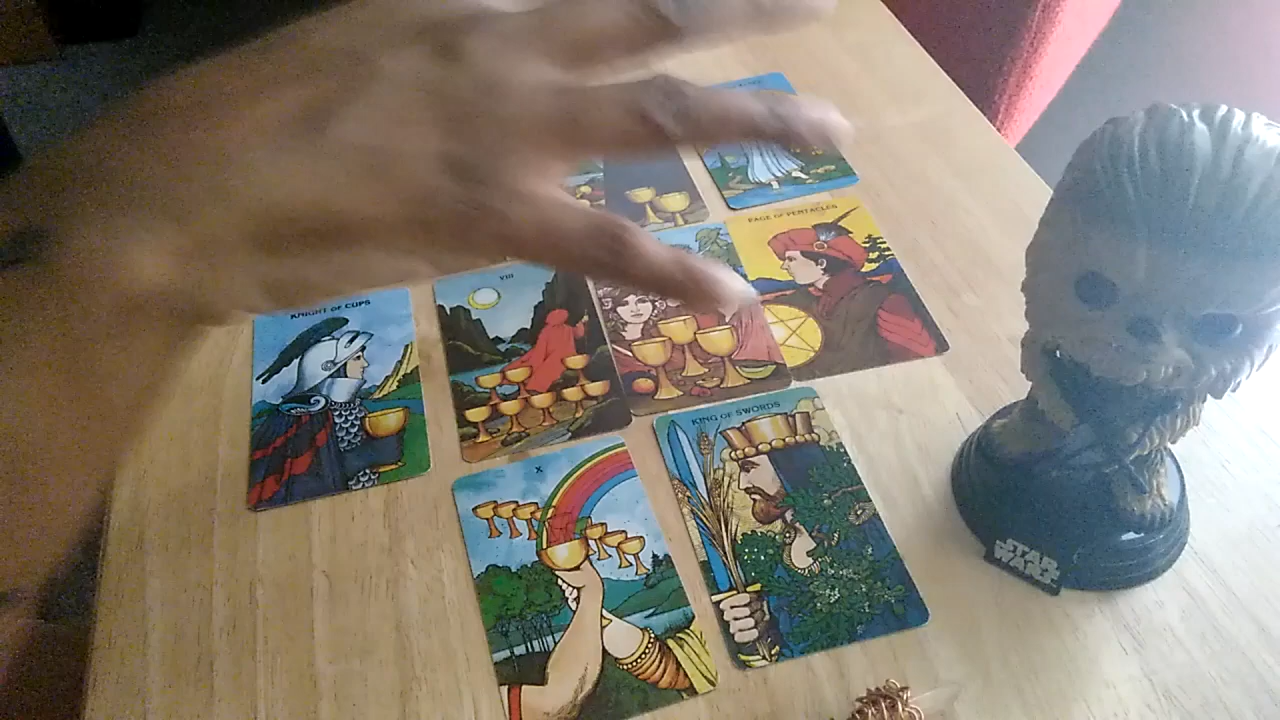 PAGE OF PENTACLES
VIII
KNIGHT OF CUPS
KING OF SWORDS
X
STAR
WARS